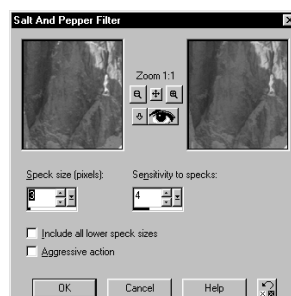 Salt And Pepper Filter
Zoom 1:1
Speck size (pixels):
Sensitivity to specks:
3
4
Include all lower speck sizes
Aggressive action
OK
Cancel
Help